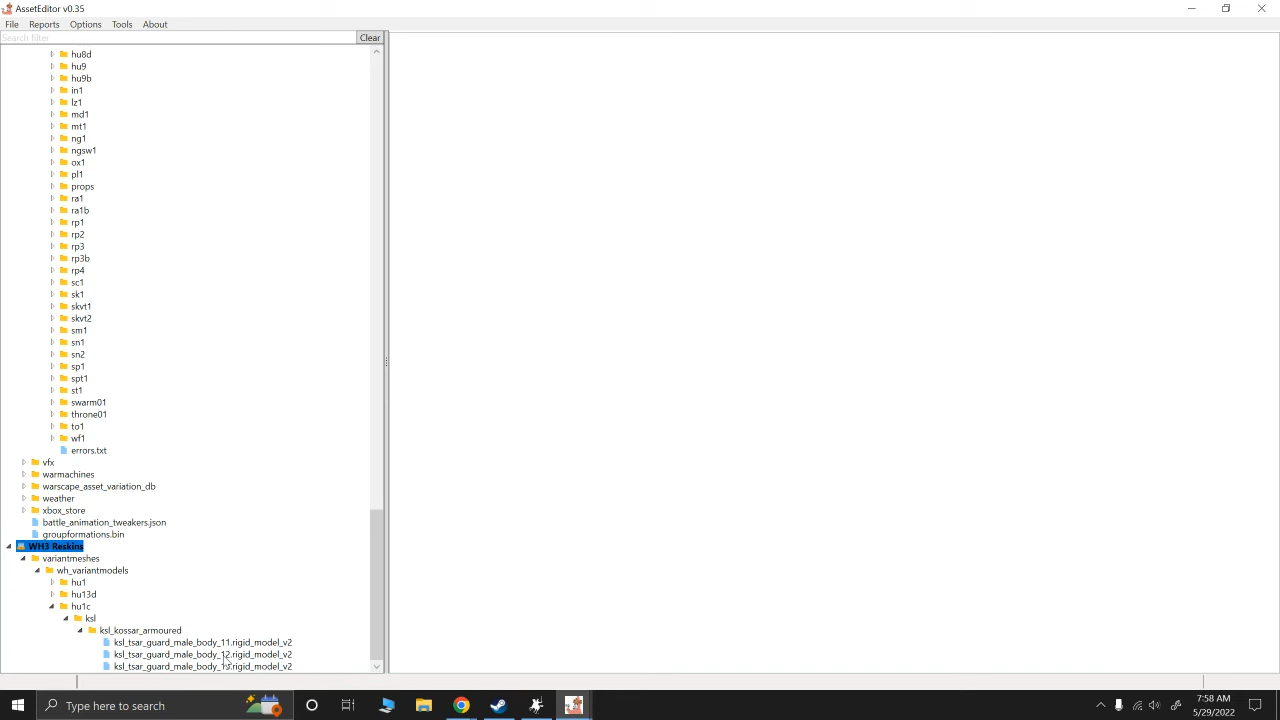 AssetEditor v0.35
File Reports Options Tools About
Search filter Clear
hu8d
hu9
hu9b
in1
lz1
md1
mt1
ng1
ngsw1
ox1
pl1
props
ra1
ra1b
rp1
rp2
rp3
rp3b
rp4
sc1
sk1
skvt1
skvt2
sm1
sn1
sn2
sp1
spt1
st1
swarm01
throne01
to1
wf1
errors.txt
vfx
warmachines
warscape_asset_variation_db
weather
xbox_store
battle_animation_tweakers.json
groupformations.bin
WH3 Reskins
variantmeshes
wh_variantmodels
hu1
hu13d
hu1c
ksl
ksl_kossar_armoured
ksl_tsar_guard_male_body_11.rigid_model_v2
ksl_tsar_guard_male_body_12.rigid_model_v2
Type here to search
7:58 AM
5/29/2022